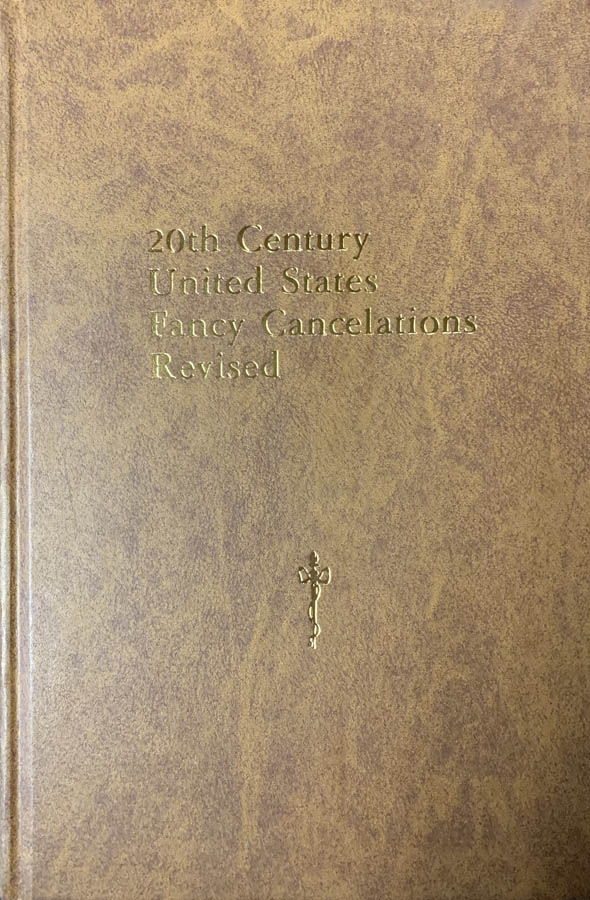 20th Century
United States
Fancy Cancelations
Revised